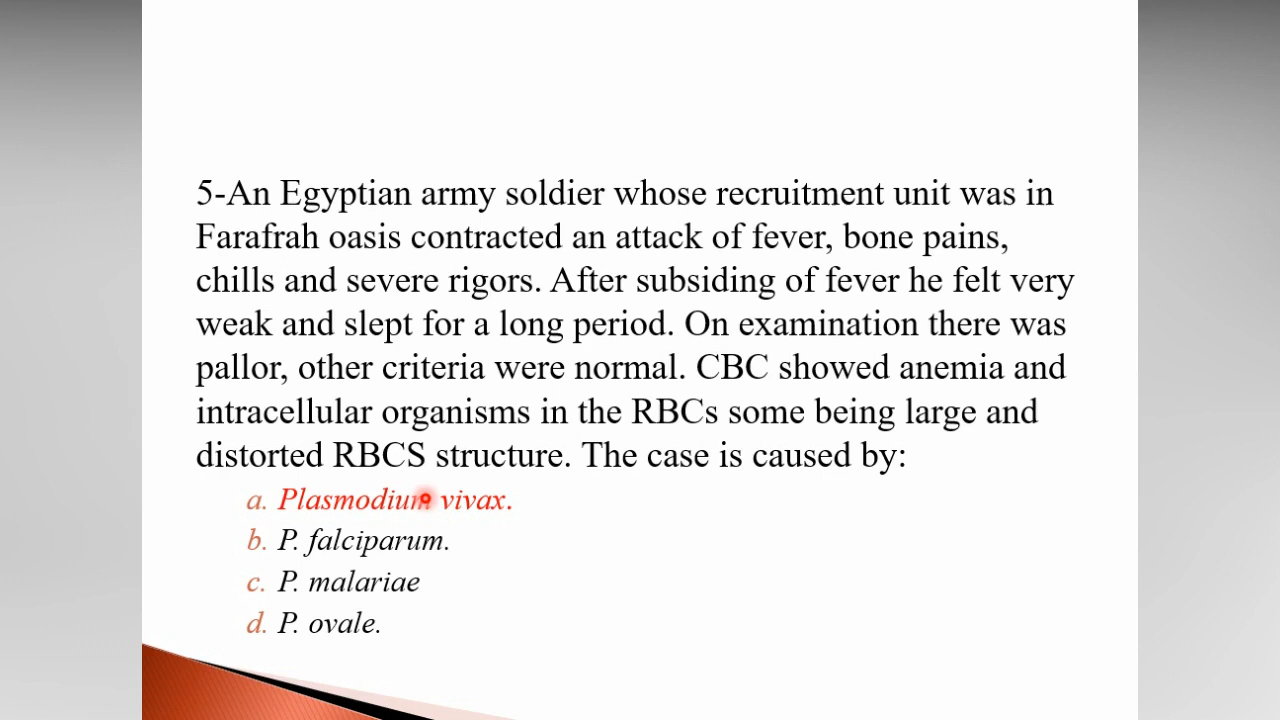 5-An Egyptian army soldier whose recruitment unit was in
Farafrah oasis contracted an attack of fever, bone pains,
chills and severe rigors. After subsiding of fever he felt very
weak and slept for a long period. On examination there was
pallor, other criteria were normal. CBC showed anemia and
intracellular organisms in the RBCs some being large and
distorted RBCS structure. The case is caused by:
a. Plasmodium vivax.
b. P. falciparum.
c. P. malariae
d. P. ovale.